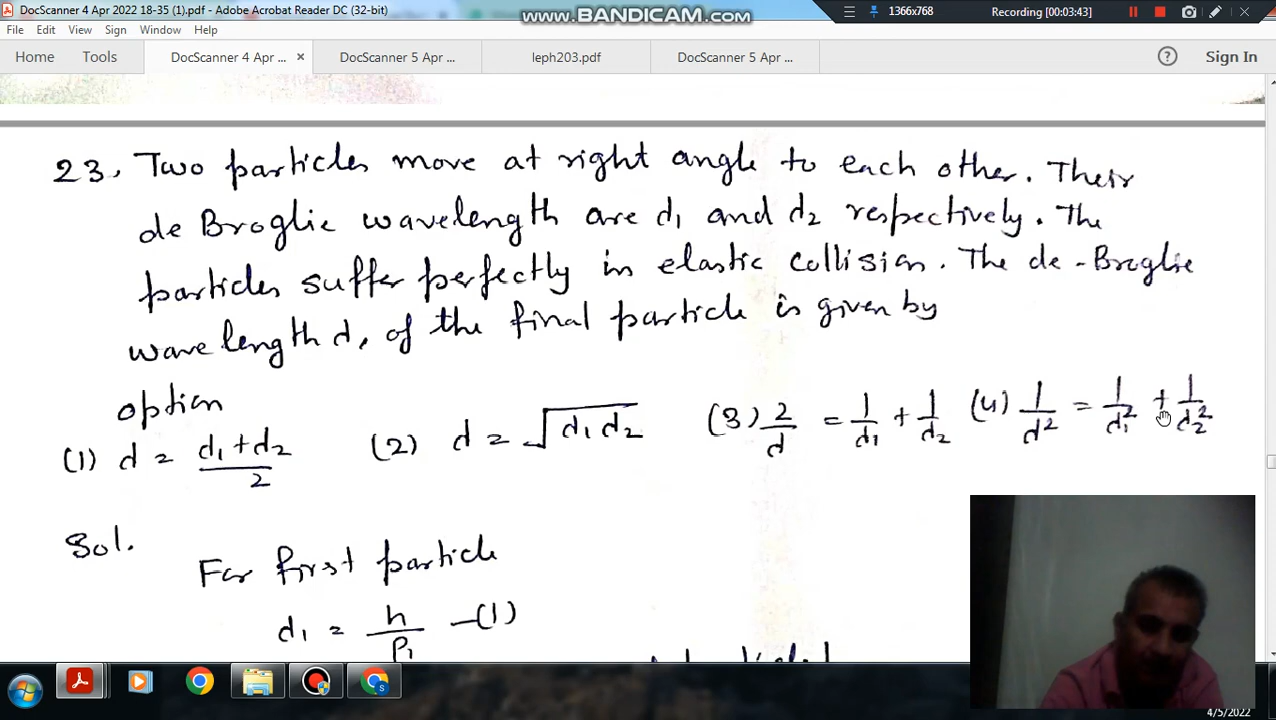 DocScanner 4 Apr 2022 18-35 (1).pdf - Adobe Acrobat Reader DC (32-bit)
www.BANDICAM.com
1366x768
Recording [00:03:43]
File Edit View Sign Window Help
Home Tools DocScanner 4 Apr ... × DocScanner 5 Apr ... leph203.pdf DocScanner 5 Apr ... Sign In
23. Two particles move at right angle to each other. Their
de Broglie wavelength are d1 and d2 respectively. The
particles suffer perfectly in elastic collision. The de-Broglie
wave length d, of the final particle is given by
option
(1) d = d1+d2/2 (2) d = √d1 d2 (3) 2/d = 1/d1 + 1/d2 (4) 1/d² = 1/d1² + 1/d2²
Sol.
For first particle
d1 = h/P1 -(1)
4/5/2022